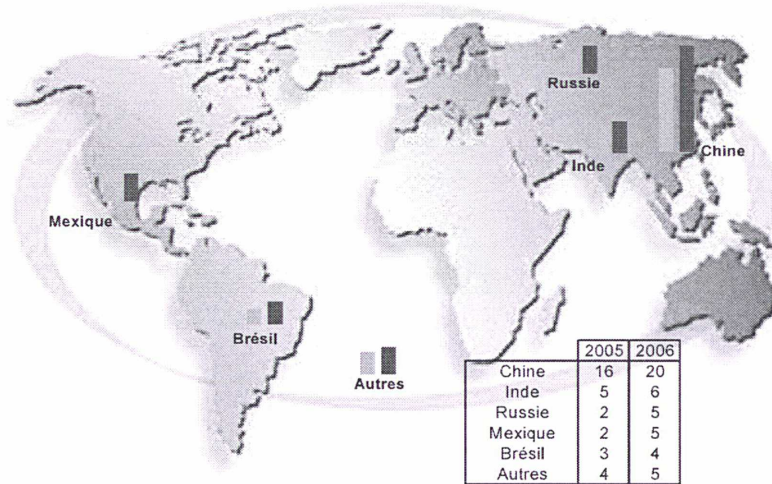 Russie
Inde
Chine
Mexique
Brésil
Autres
2005 2006
Chine 16 20
Inde 5 6
Russie 2 5
Mexique 2 5
Brésil 3 4
Autres 4 5